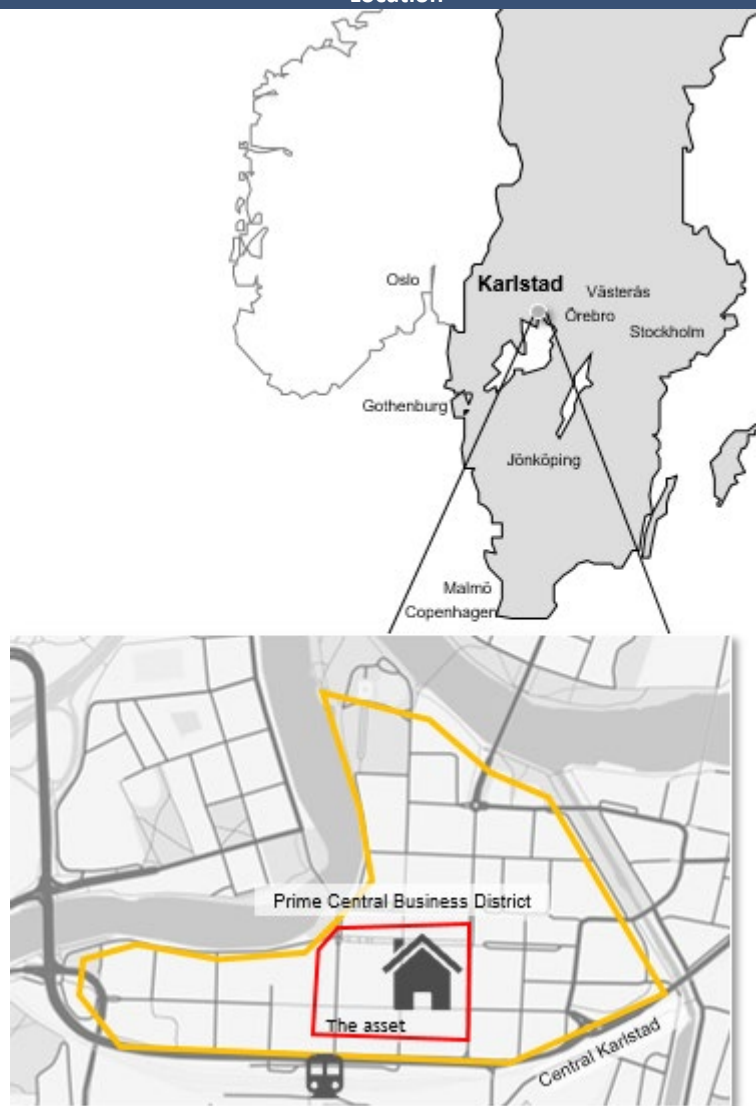 Location
Oslo
Karlstad
Västerås
Örebro
Stockholm
Gothenburg
Jönköping
Malmö
Copenhagen
Prime Central Business District
The asset
Central Karlstad